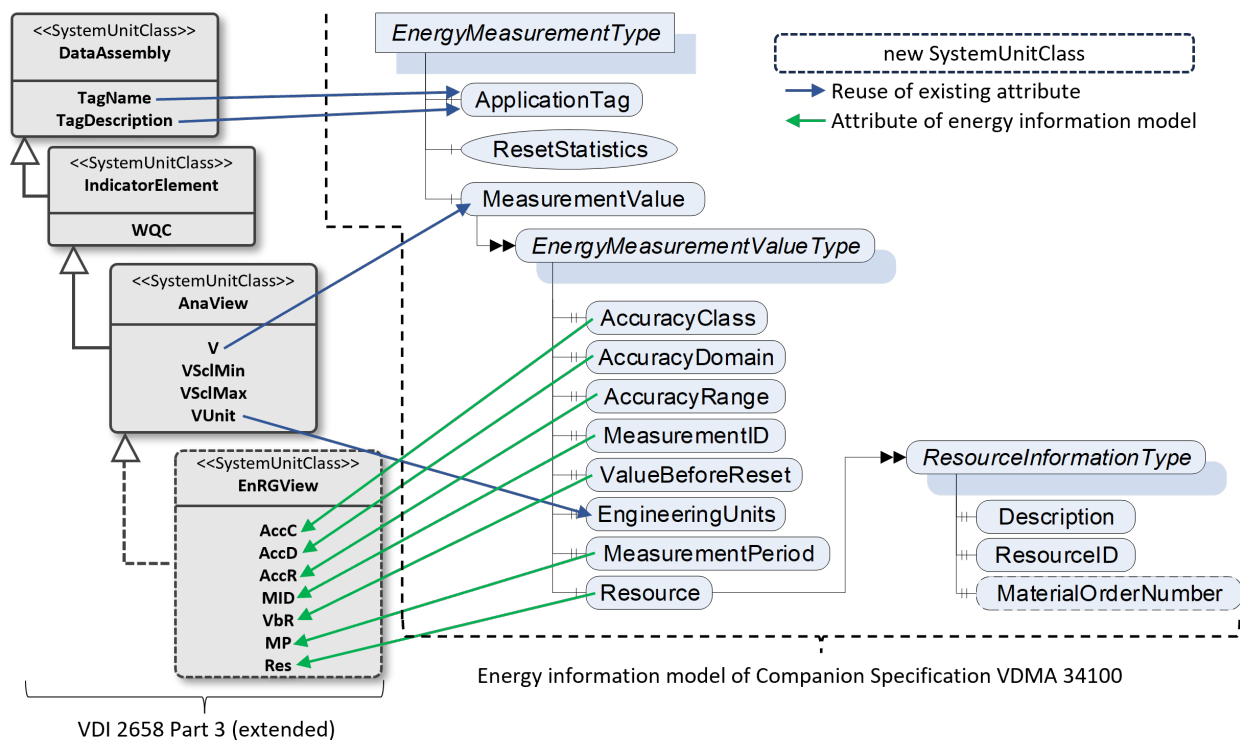 <<SystemUnitClass>>
DataAssembly
TagName
TagDescription
<<SystemUnitClass>>
IndicatorElement
WQC
<<SystemUnitClass>>
AnaView
V
VSclMin
VSclMax
VUnit
<<SystemUnitClass>>
EnRGView
AccC
AccD
AccR
MID
VbR
MP
Res
VDI 2658 Part 3 (extended)
EnergyMeasurementType
ApplicationTag
ResetStatistics
MeasurementValue
EnergyMeasurementValueType
AccuracyClass
AccuracyDomain
AccuracyRange
MeasurementID
ValueBeforeReset
EngineeringUnits
MeasurementPeriod
Resource
ResourceInformationType
Description
ResourceID
MaterialOrderNumber
new SystemUnitClass
Reuse of existing attribute
Attribute of energy information model
Energy information model of Companion Specification VDMA 34100